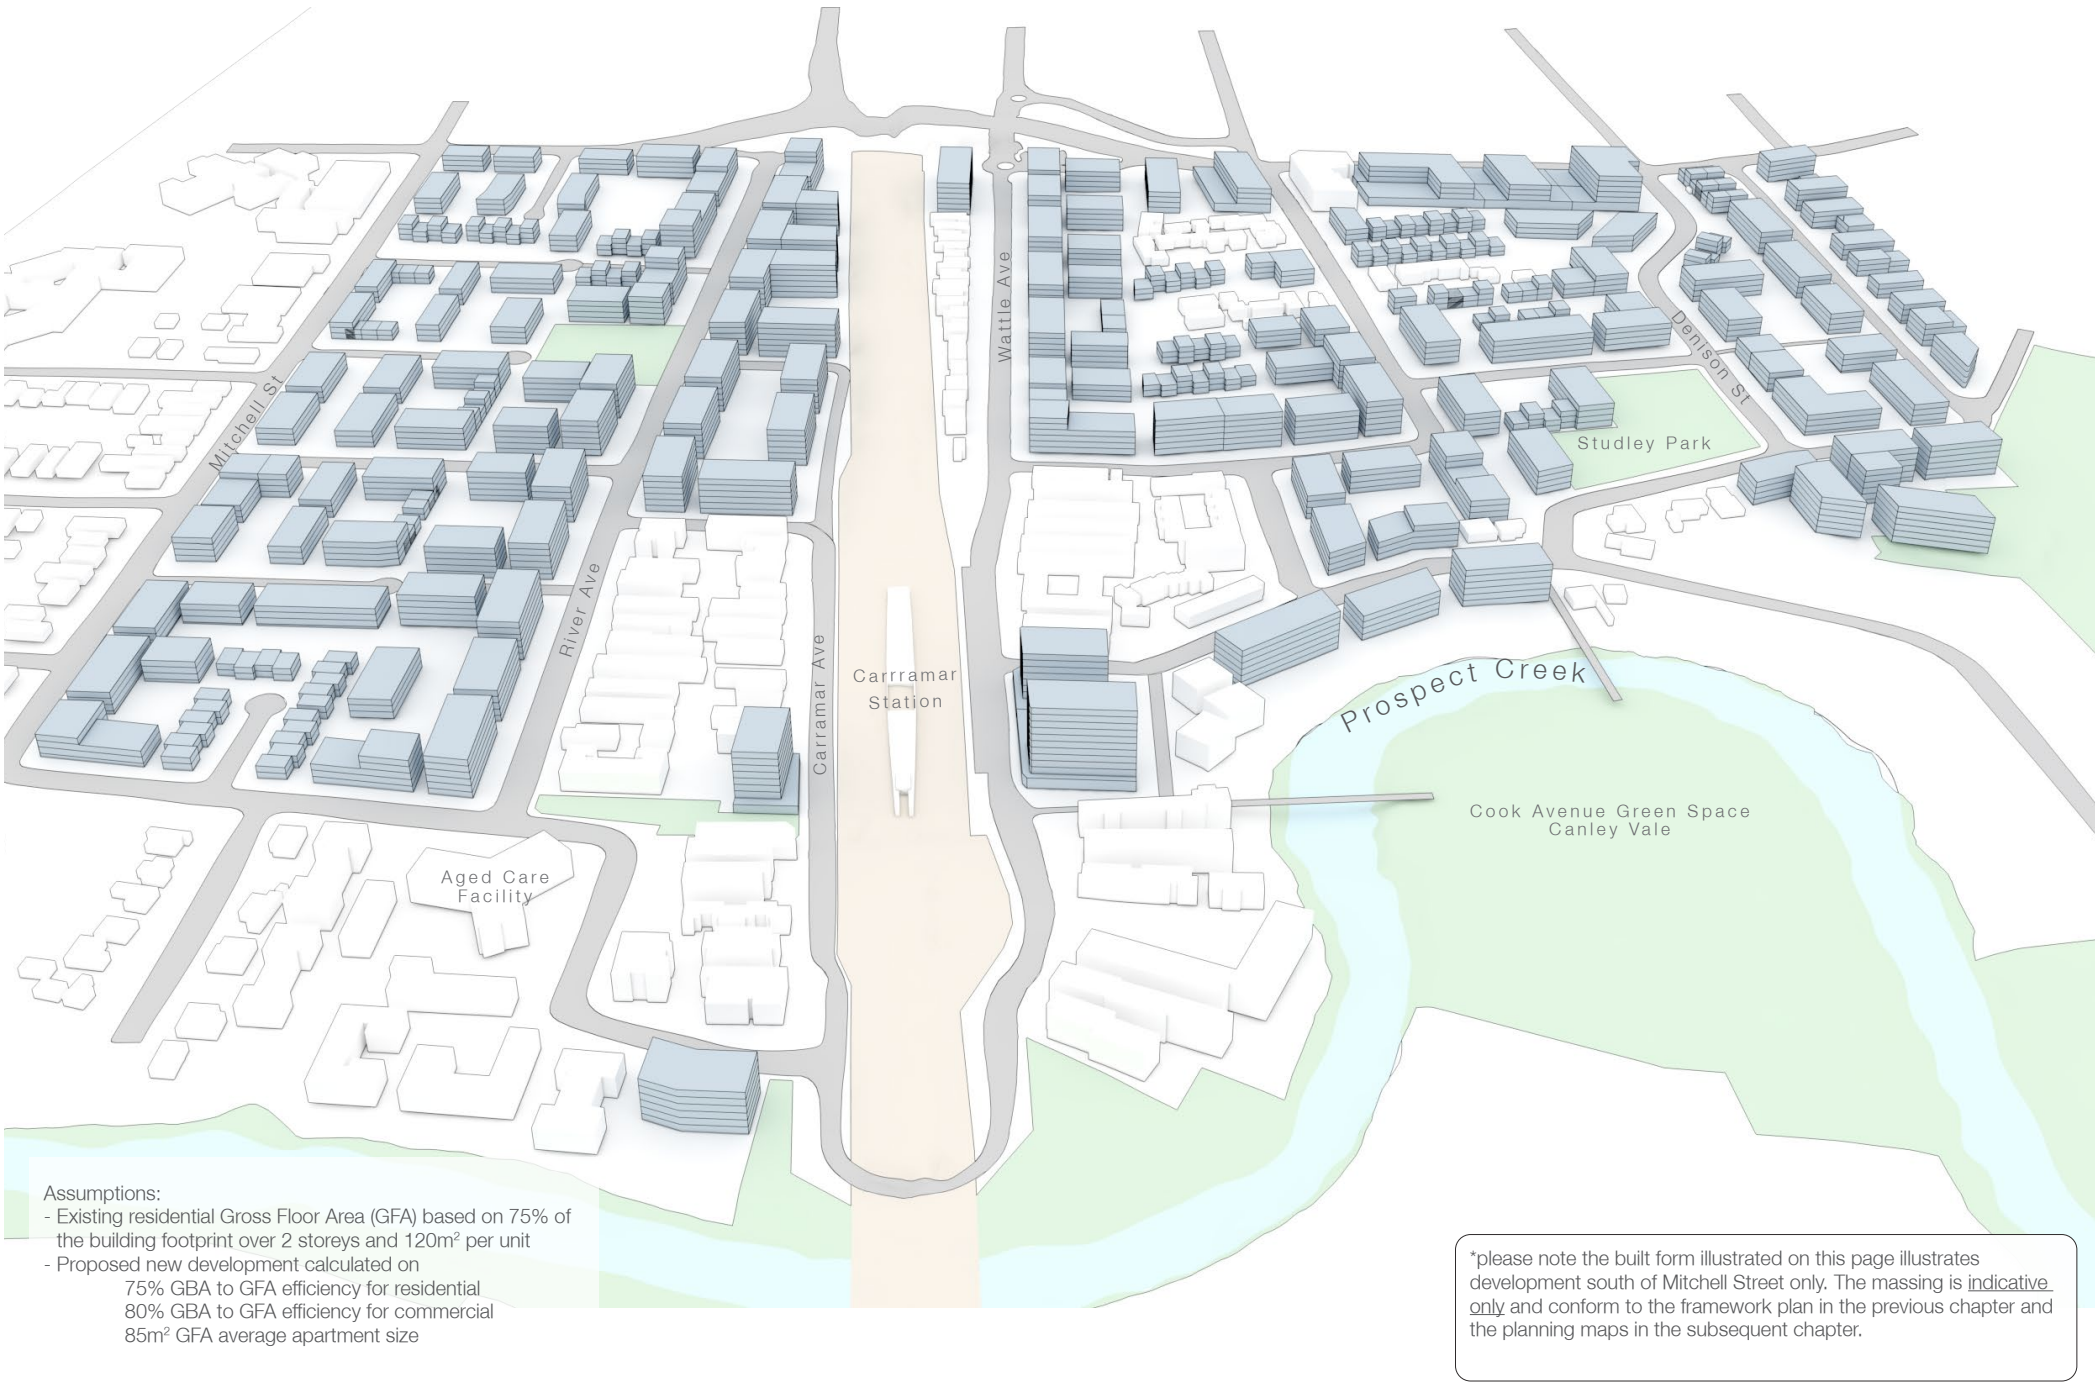 Wattle Ave
Denison St
Mitchell St
Studley Park
River Ave
Carramar Ave
Carrramar
Station
Prospect Creek
Cook Avenue Green Space
Canley Vale
Aged Care
Facility
Assumptions:
- Existing residential Gross Floor Area (GFA) based on 75% of
the building footprint over 2 storeys and 120m² per unit
- Proposed new development calculated on
75% GBA to GFA efficiency for residential
80% GBA to GFA efficiency for commercial
85m² GFA average apartment size
*please note the built form illustrated on this page illustrates
development south of Mitchell Street only. The massing is indicative
only and conform to the framework plan in the previous chapter and
the planning maps in the subsequent chapter.